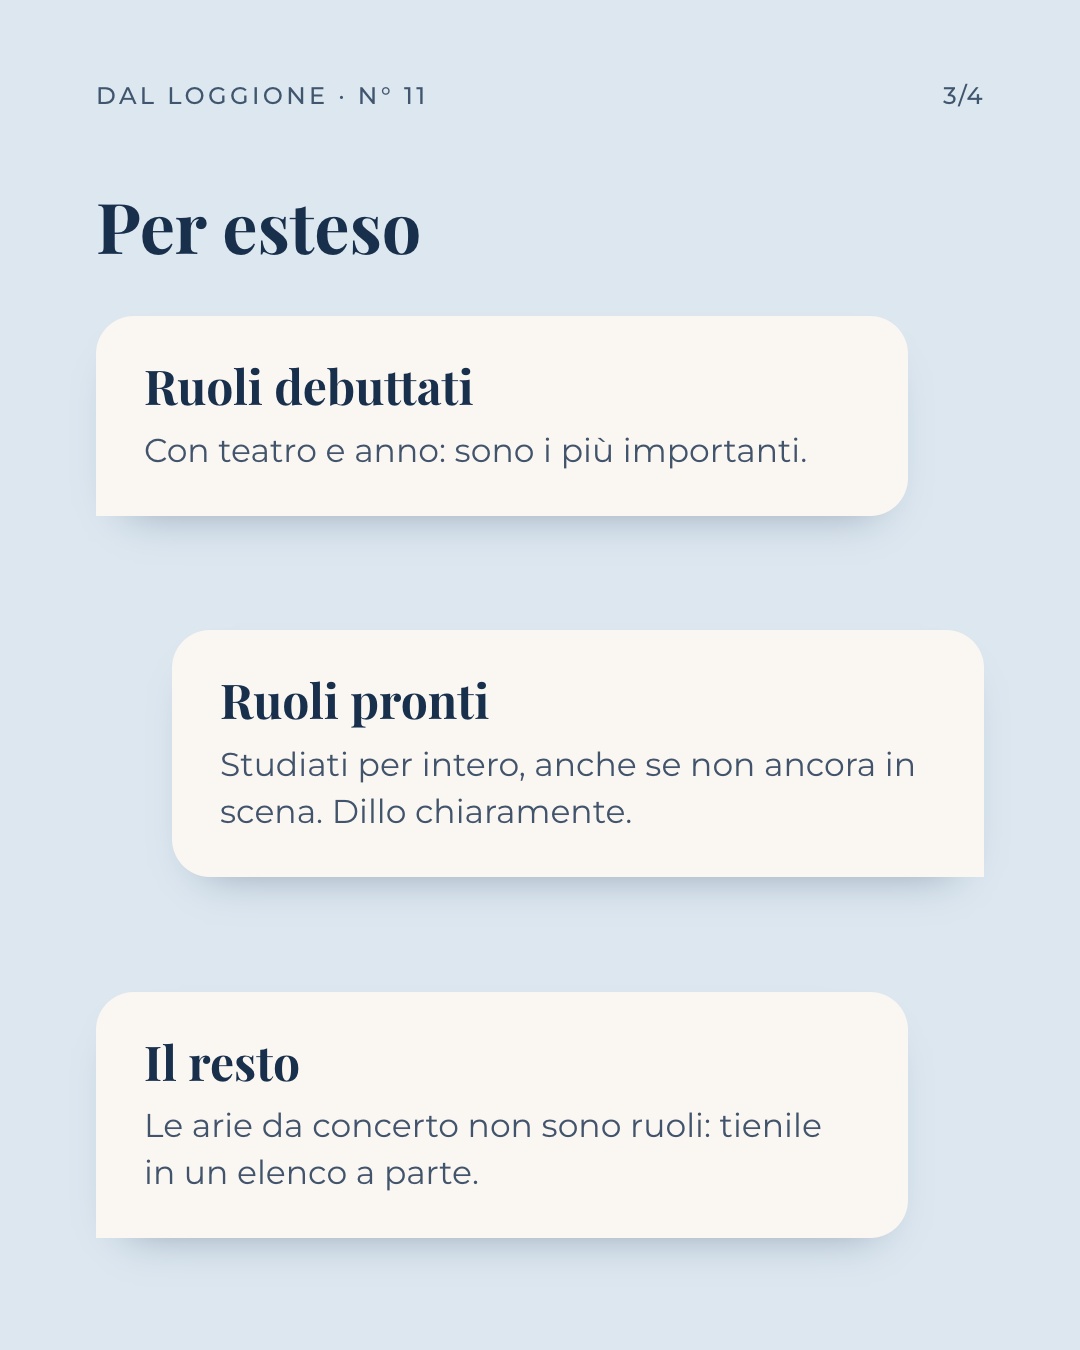 DAL LOGGIONE · N° 11
3/4
Per esteso
Ruoli debuttati
Con teatro e anno: sono i più importanti.
Ruoli pronti
Studiati per intero, anche se non ancora in
scena. Dillo chiaramente.
Il resto
Le arie da concerto non sono ruoli: tienile
in un elenco a parte.